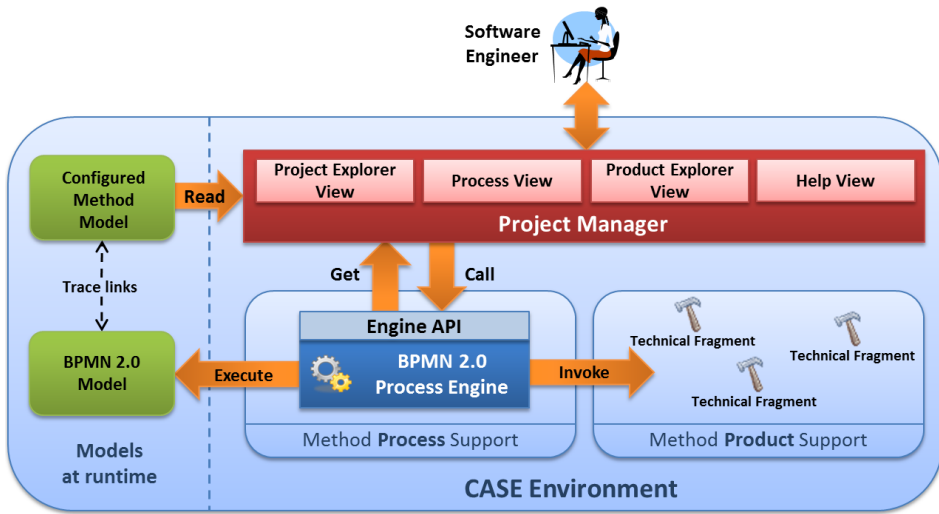 Software
Engineer
Project Explorer
View
Process View
Product Explorer
View
Help View
Project Manager
Configured
Method
Model
Read
Trace links
Get
Call
Engine API
BPMN 2.0
Process Engine
BPMN 2.0
Model
Execute
Invoke
Technical Fragment
Technical Fragment
Technical Fragment
Method Process Support
Method Product Support
Models
at runtime
CASE Environment